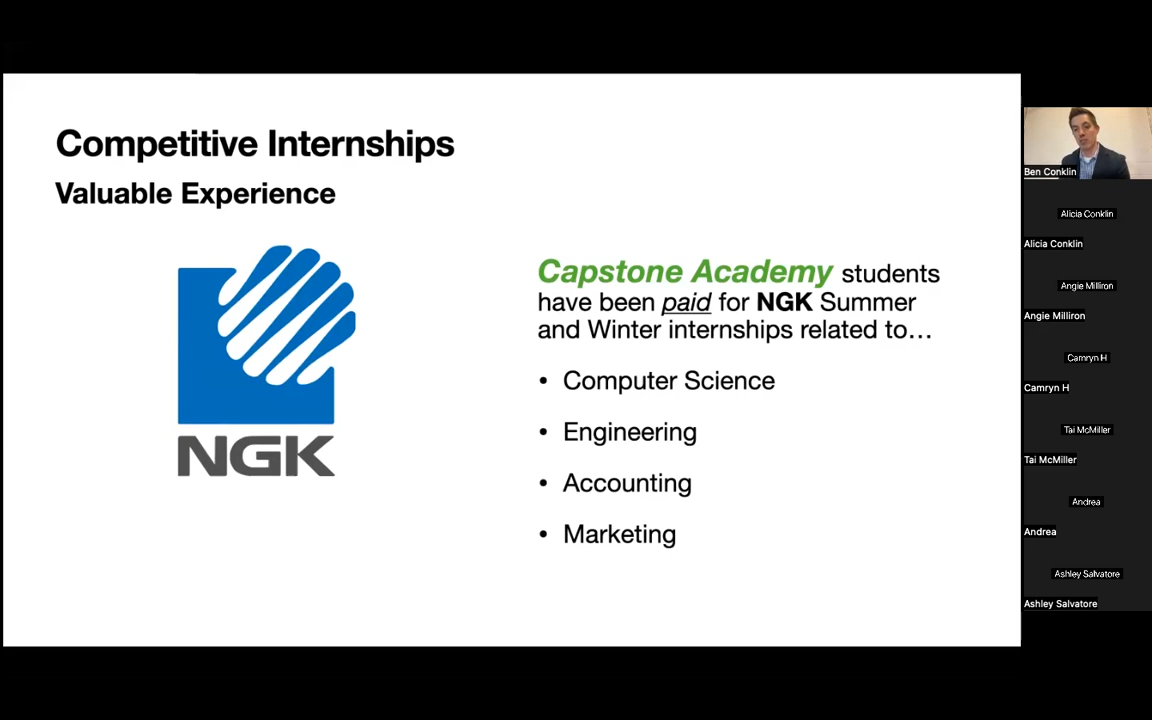 Competitive Internships
Valuable Experience
NGK
Capstone Academy students
have been paid for NGK Summer
and Winter internships related to…
• Computer Science
• Engineering
• Accounting
• Marketing
Ben Conklin
Alicia Conklin
Alicia Conklin
Angie Milliron
Angie Milliron
Camryn H
Camryn H
Tai McMiller
Tai McMiller
Andrea
Andrea
Ashley Salvatore
Ashley Salvatore